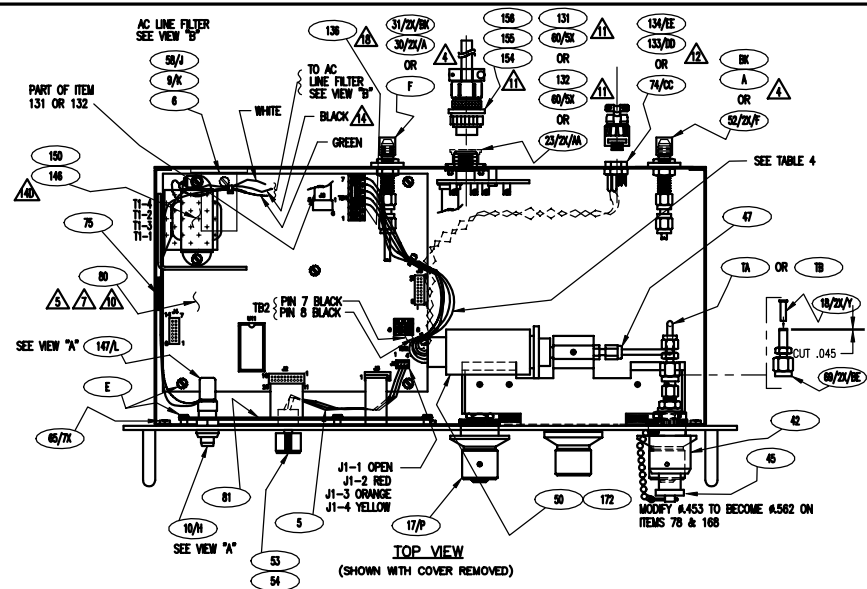 AC LINE FILTER
SEE VIEW "B"
58/J
9/K
6
PART OF ITEM
131 OR 132
WHITE
TO AC
LINE FILTER
SEE VIEW "B"
BLACK
14
GREEN
136
18
31/2X/BK
30/2X/A
4
OR
F
156
155
154
11
131
60/5X
11
OR
132
60/5X
11
OR
23/2X/AA
134/EE
133/DD
12
OR
74/CC
BK
A
OR
4
52/2X/F
SEE TABLE 4
150
146
14D
T1-4
T1-2
T1-3
T1-1
75
80
5
7
10
47
TA
OR
TB
18/2X/Y
CUT .045
69/2X/BE
TB2
PIN 7 BLACK
PIN 8 BLACK
U11
J2
SEE VIEW "A"
147/L
E
65/7X
81
10/H
SEE VIEW "A"
53
54
5
J1-1 OPEN
J1-2 RED
J1-3 ORANGE
J1-4 YELLOW
17/P
50
172
42
45
MODIFY ø.453 TO BECOME ø.562 ON
ITEMS 78 & 168
TOP VIEW
(SHOWN WITH COVER REMOVED)